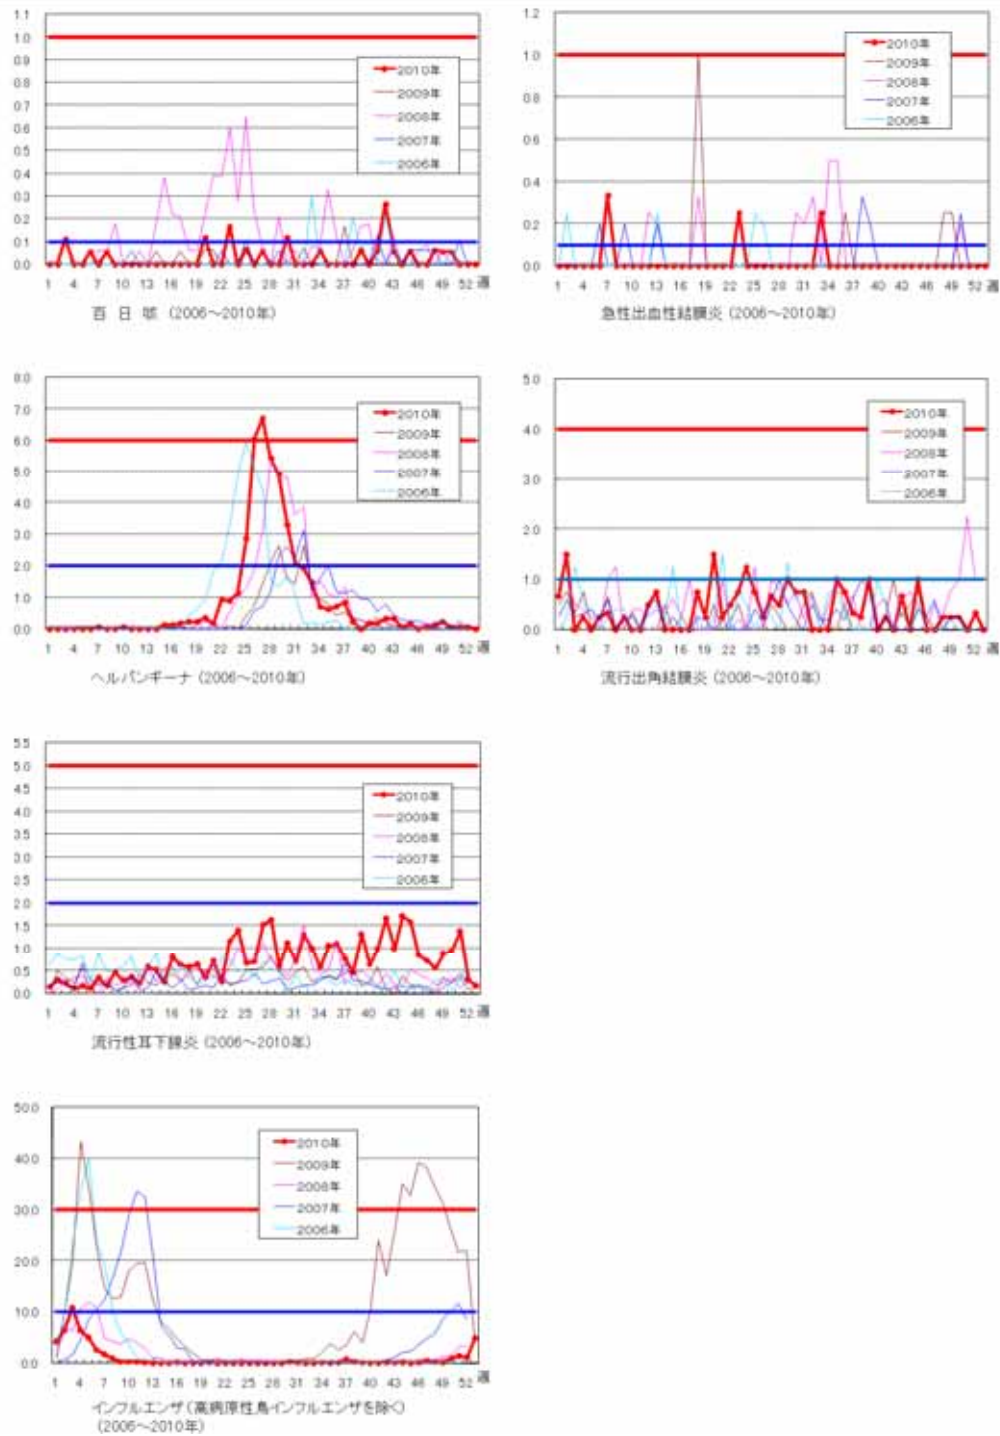 1.1
1.0
0.9
0.8
0.7
0.6
0.5
0.4
0.3
0.2
0.1
0.0
2010年
2009年
2008年
2007年
2006年
1 4 7 10 13 16 19 22 25 28 31 34 37 40 43 46 49 52 週
百 日 咳 (2006～2010年)
1.2
1.0
0.8
0.6
0.4
0.2
0.0
2010年
2009年
2008年
2007年
2006年
1 4 7 10 13 16 19 22 25 28 31 34 37 40 43 46 49 52 週
急性出血性結膜炎 (2006～2010年)
8.0
7.0
6.0
5.0
4.0
3.0
2.0
1.0
0.0
2010年
2009年
2008年
2007年
2006年
1 4 7 10 13 16 19 22 25 28 31 34 37 40 43 46 49 52 週
ヘルパンギーナ (2006～2010年)
5.0
4.0
3.0
2.0
1.0
0.0
2010年
2009年
2008年
2007年
2006年
1 4 7 10 13 16 19 22 25 28 31 34 37 40 43 46 49 52 週
流行出角結膜炎 (2006～2010年)
5.5
5.0
4.5
4.0
3.5
3.0
2.5
2.0
1.5
1.0
0.5
0.0
2010年
2009年
2008年
2007年
2006年
1 4 7 10 13 16 19 22 25 28 31 34 37 40 43 46 49 52 週
流行性耳下腺炎 (2006～2010年)
50.0
40.0
30.0
20.0
10.0
0.0
2010年
2009年
2008年
2007年
2006年
1 4 7 10 13 16 19 22 25 28 31 34 37 40 43 46 49 52 週
インフルエンザ(高病原性鳥インフルエンザを除く)
(2006～2010年)